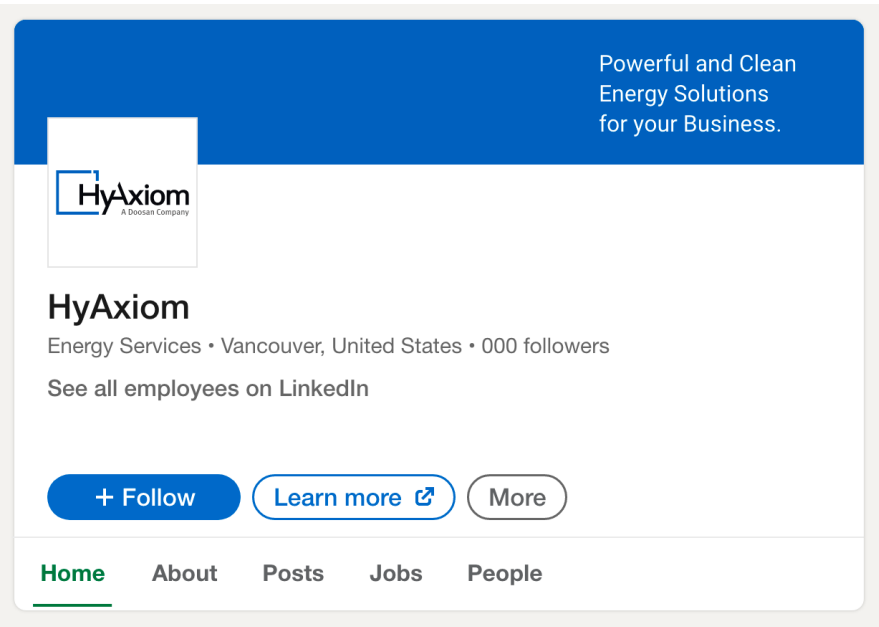 Powerful and Clean
Energy Solutions
for your Business.
HyAxiom
A Doosan Company
HyAxiom
Energy Services • Vancouver, United States • 000 followers
See all employees on LinkedIn
+ Follow
Learn more
More
Home
About
Posts
Jobs
People